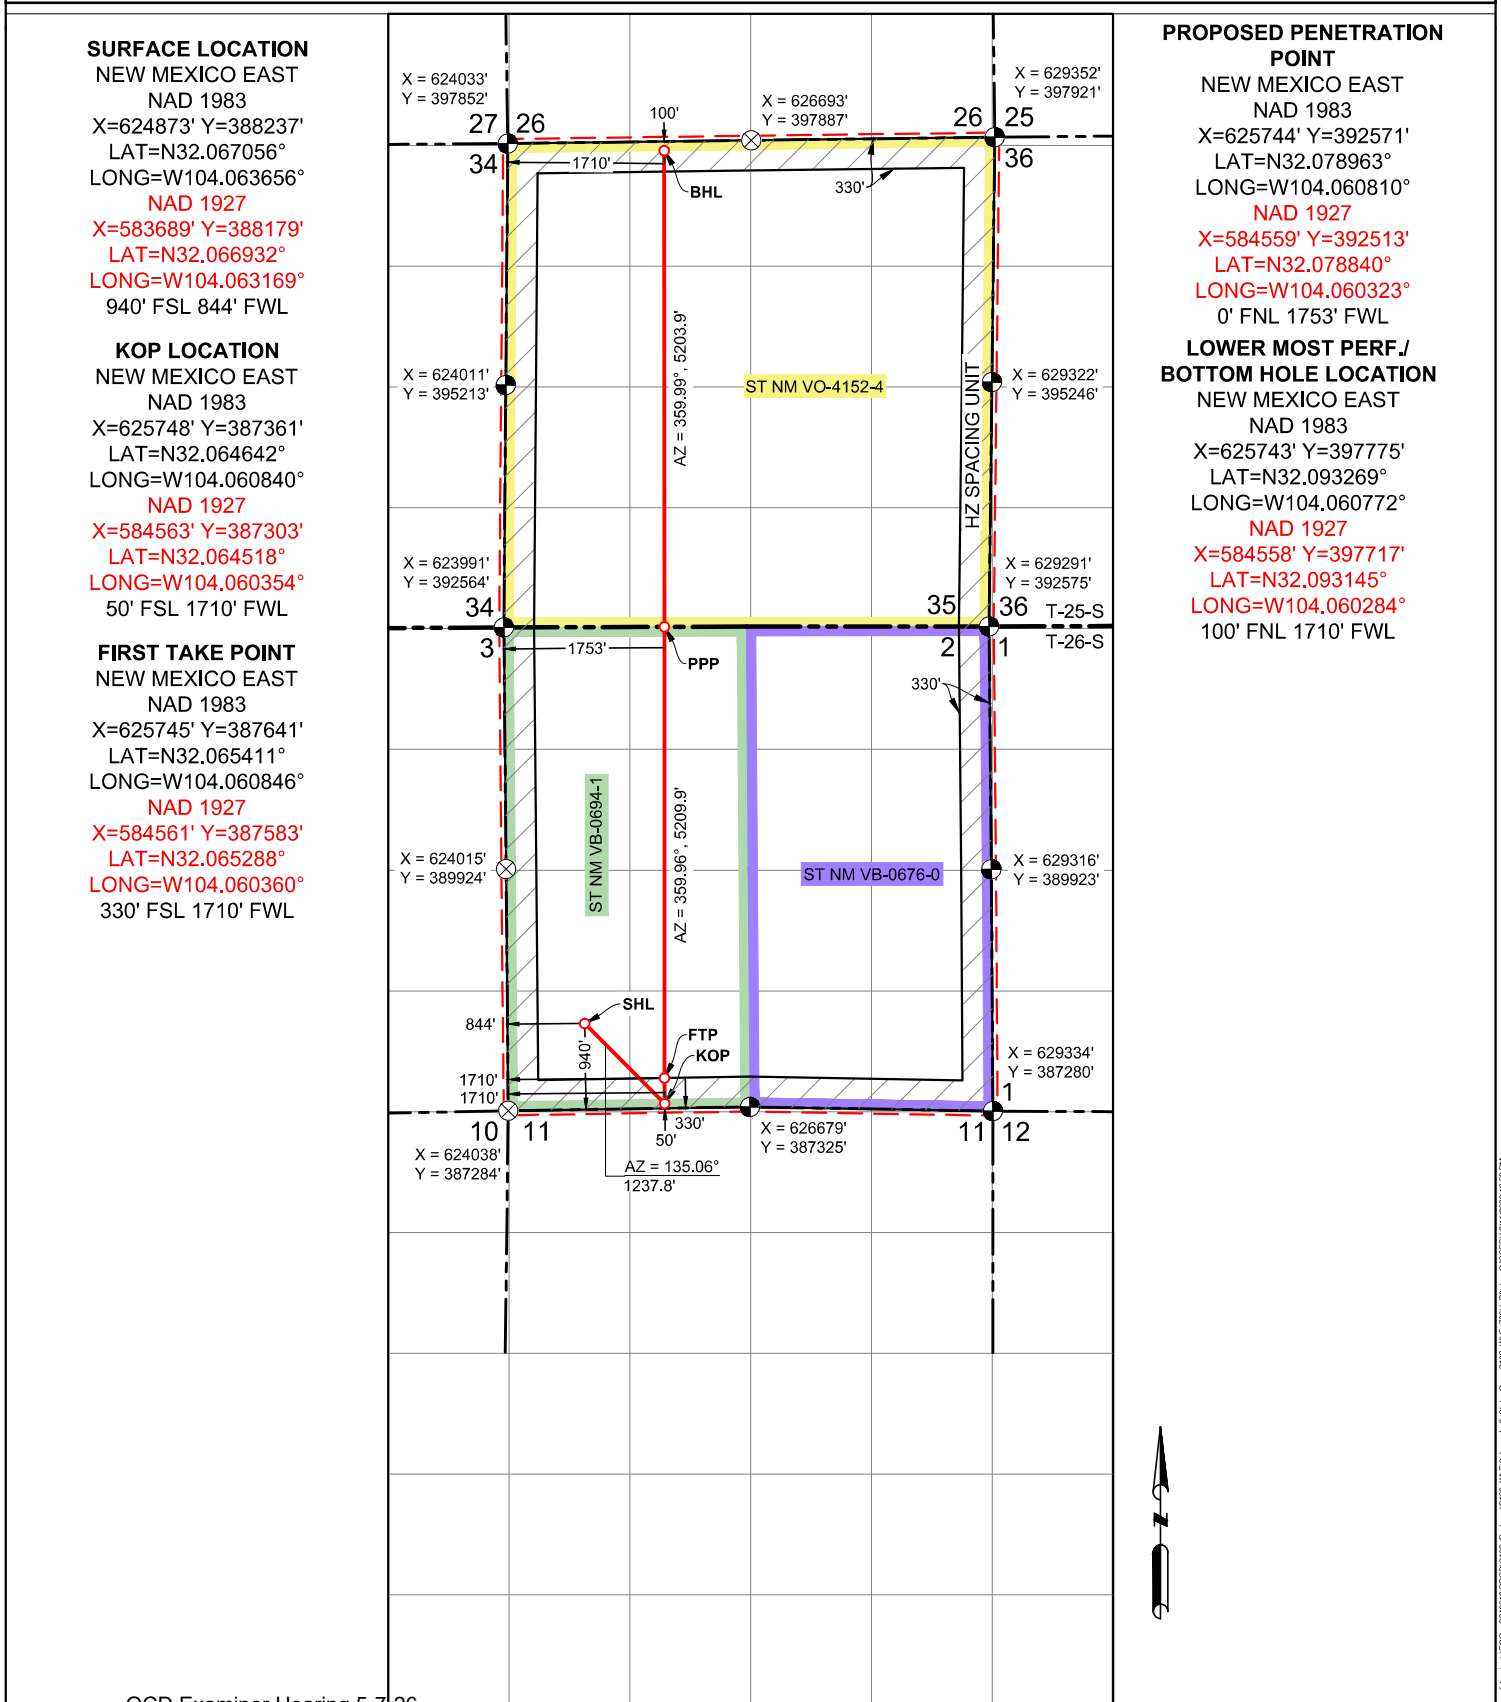 SURFACE LOCATION
NEW MEXICO EAST
NAD 1983
X=624873' Y=388237'
LAT=N32.067056°
LONG=W104.063656°
NAD 1927
X=583689' Y=388179'
LAT=N32.066932°
LONG=W104.063169°
940' FSL 844' FWL
KOP LOCATION
NEW MEXICO EAST
NAD 1983
X=625748' Y=387361'
LAT=N32.064642°
LONG=W104.060840°
NAD 1927
X=584563' Y=387303'
LAT=N32.064518°
LONG=W104.060354°
50' FSL 1710' FWL
FIRST TAKE POINT
NEW MEXICO EAST
NAD 1983
X=625745' Y=387641'
LAT=N32.065411°
LONG=W104.060846°
NAD 1927
X=584561' Y=387583'
LAT=N32.065288°
LONG=W104.060360°
330' FSL 1710' FWL
X = 624033'
Y = 397852'
100'
X = 626693'
Y = 397887'
X = 629352'
Y = 397921'
27 26
26 25
34
36
1710'
BHL
330'
AZ = 359.99°, 5203.9'
X = 624011'
Y = 395213'
ST NM VO-4152-4
HZ SPACING UNIT
X = 629322'
Y = 395246'
X = 623991'
Y = 392564'
X = 629291'
Y = 392575'
34
35
36
T-25-S
3
1753'
PPP
2
1
T-26-S
330'
ST NM VB-0694-1
AZ = 359.96°, 5209.9'
X = 624015'
Y = 389924'
ST NM VB-0676-0
X = 629316'
Y = 389923'
SHL
844'
940'
FTP
KOP
1710'
1710'
X = 629334'
Y = 387280'
1
10 11
50'
330'
X = 626679'
Y = 387325'
11 12
X = 624038'
Y = 387284'
AZ = 135.06°
1237.8'
PROPOSED PENETRATION
POINT
NEW MEXICO EAST
NAD 1983
X=625744' Y=392571'
LAT=N32.078963°
LONG=W104.060810°
NAD 1927
X=584559' Y=392513'
LAT=N32.078840°
LONG=W104.060323°
0' FNL 1753' FWL
LOWER MOST PERF./
BOTTOM HOLE LOCATION
NEW MEXICO EAST
NAD 1983
X=625743' Y=397775'
LAT=N32.093269°
LONG=W104.060772°
NAD 1927
X=584558' Y=397717'
LAT=N32.093145°
LONG=W104.060284°
100' FNL 1710' FWL
N
OCD Examiner Hearing 5-7-26